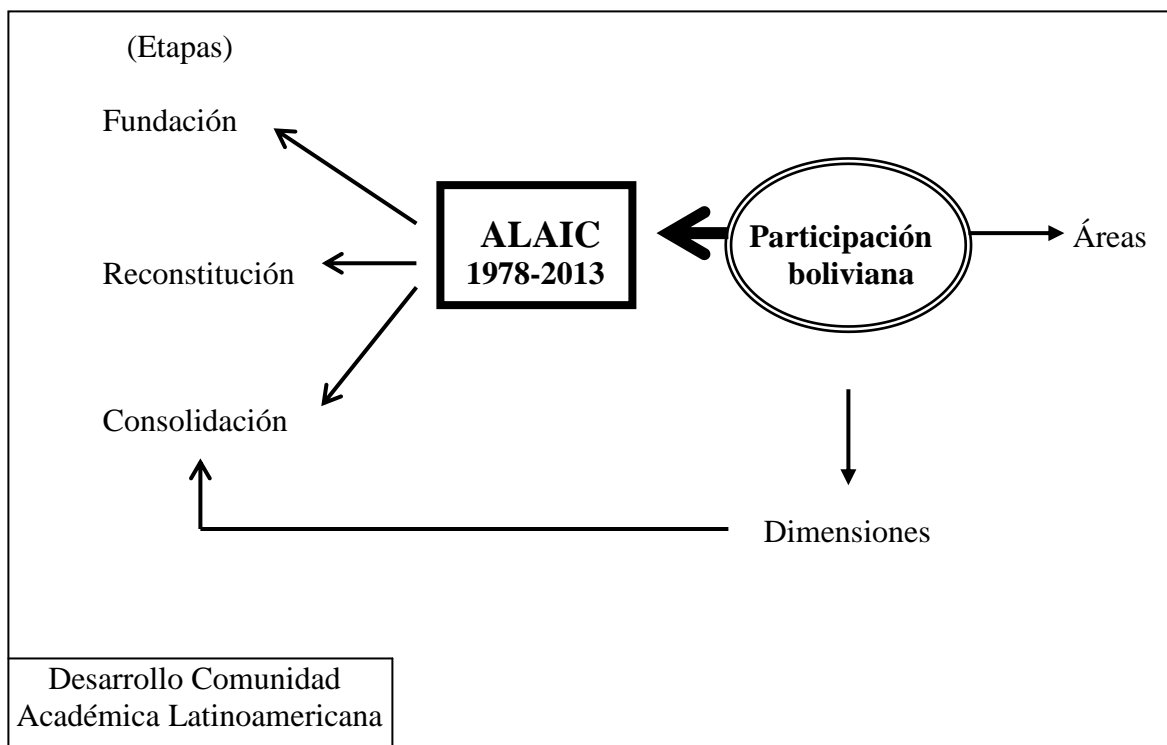 (Etapas)
Fundación
ALAIC
1978-2013
Participación
boliviana
Áreas
Reconstitución
Consolidación
Dimensiones
Desarrollo Comunidad
Académica Latinoamericana